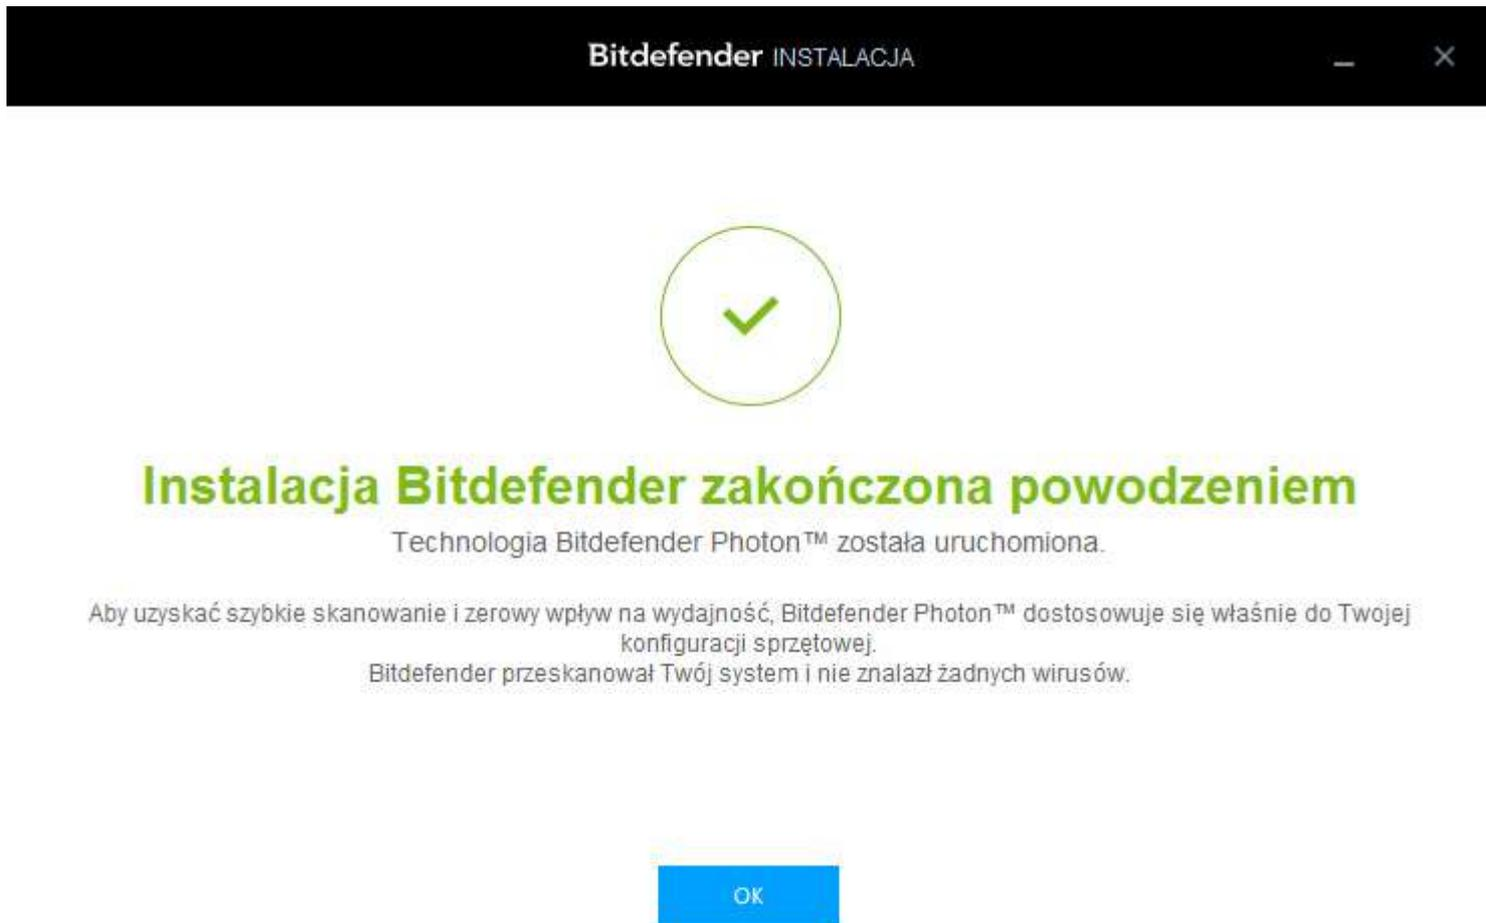 Bitdefender INSTALACJA
Instalacja Bitdefender zakończona powodzeniem
Technologia Bitdefender Photon™ została uruchomiona.
Aby uzyskać szybkie skanowanie i zerowy wpływ na wydajność, Bitdefender Photon™ dostosowuje się właśnie do Twojej
konfiguracji sprzętowej.
Bitdefender przeskanował Twój system i nie znalazł żadnych wirusów.
OK